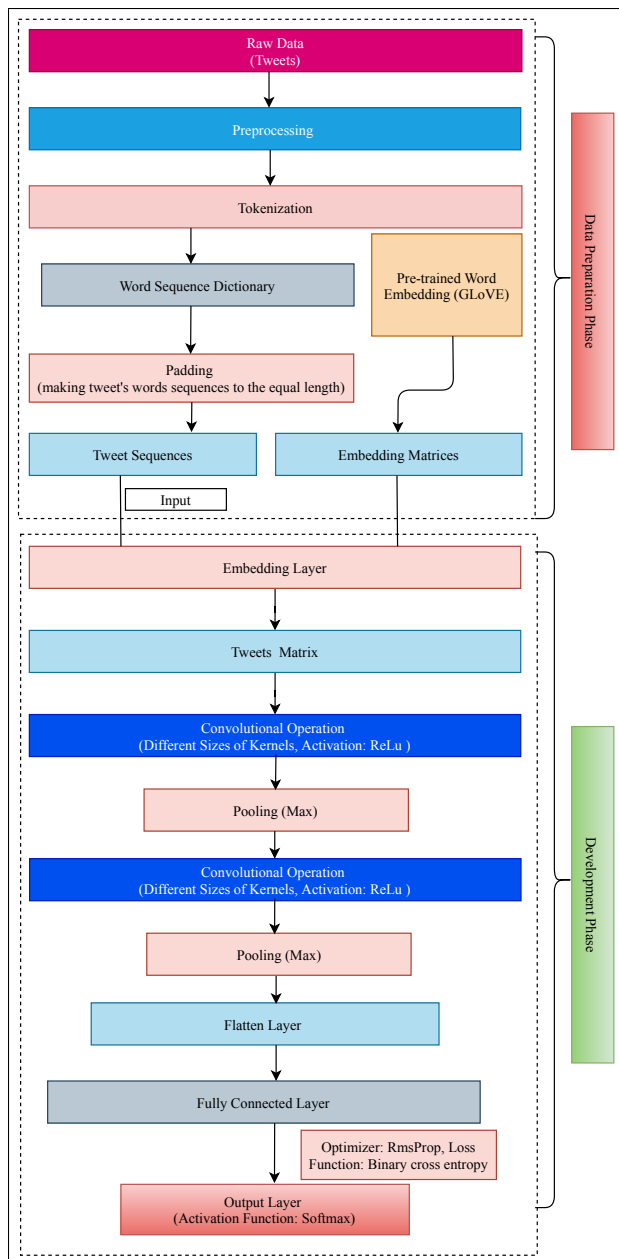 Raw Data
(Tweets)
Preprocessing
Tokenization
Word Sequence Dictionary
Pre-trained Word
Embedding (GLoVE)
Padding
(making tweet's words sequences to the equal length)
Tweet Sequences
Embedding Matrices
Input
Data Preparation Phase
Embedding Layer
Tweets Matrix
Convolutional Operation
(Different Sizes of Kernels, Activation: ReLu )
Pooling (Max)
Convolutional Operation
(Different Sizes of Kernels, Activation: ReLu )
Pooling (Max)
Flatten Layer
Fully Connected Layer
Optimizer: RmsProp, Loss
Function: Binary cross entropy
Output Layer
(Activation Function: Softmax)
Development Phase